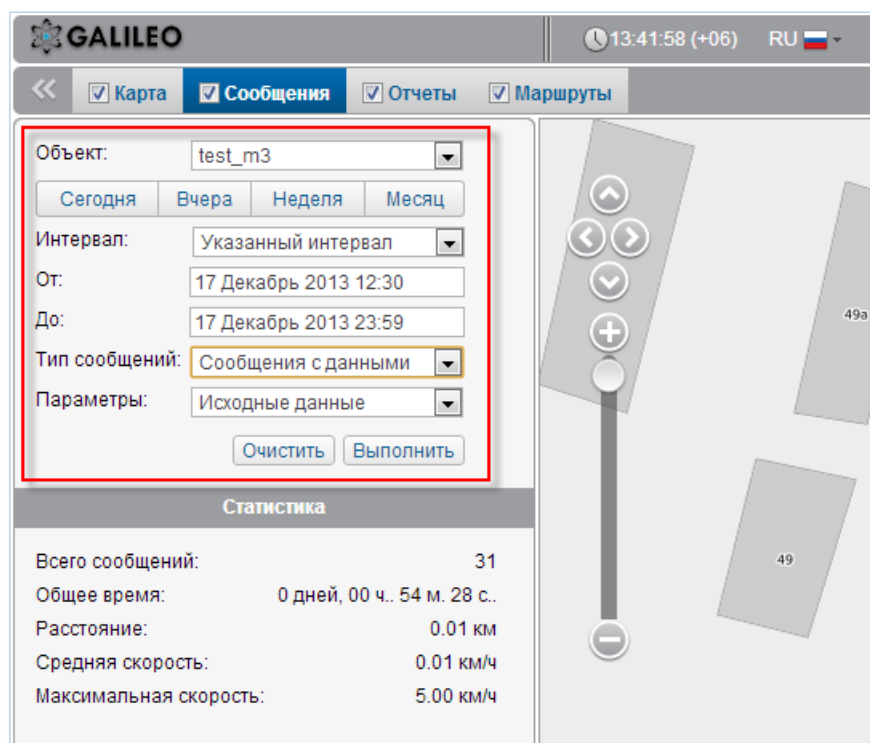 GALILEO
13:41:58 (+06) RU
Карта Сообщения Отчеты Маршруты
Объект: test_m3
Сегодня Вчера Неделя Месяц
Интервал: Указанный интервал
От: 17 Декабрь 2013 12:30
До: 17 Декабрь 2013 23:59
Тип сообщений: Сообщения с данными
Параметры: Исходные данные
Очистить Выполнить
Статистика
Всего сообщений: 31
Общее время: 0 дней, 00 ч.. 54 м. 28 с..
Расстояние: 0.01 км
Средняя скорость: 0.01 км/ч
Максимальная скорость: 5.00 км/ч
49а
49